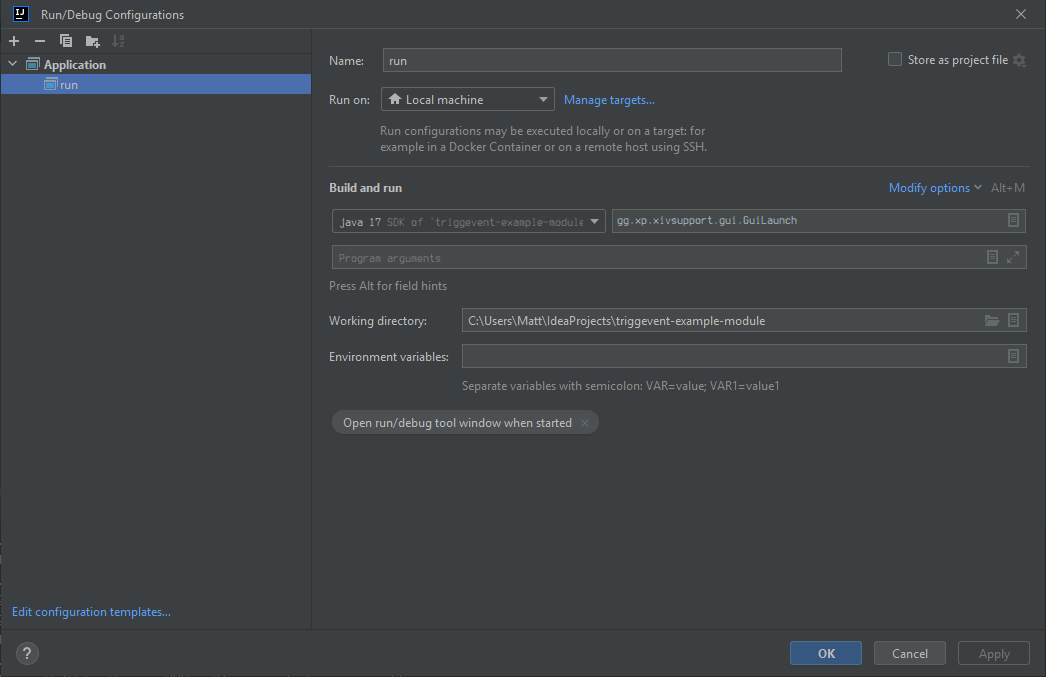 IJ Run/Debug Configurations
Application
run
Edit configuration templates...
Name: run Store as project file
Run on: Local machine Manage targets...
Run configurations may be executed locally or on a target: for
example in a Docker Container or on a remote host using SSH.
Build and run Modify options Alt+M
java 17 SDK of 'triggevent-example-module gg.xp.xivsupport.gui.GuiLaunch
Program arguments
Press Alt for field hints
Working directory: C:\Users\Matt\IdeaProjects\triggevent-example-module
Environment variables:
Separate variables with semicolon: VAR=value; VAR1=value1
Open run/debug tool window when started
? OK Cancel Apply